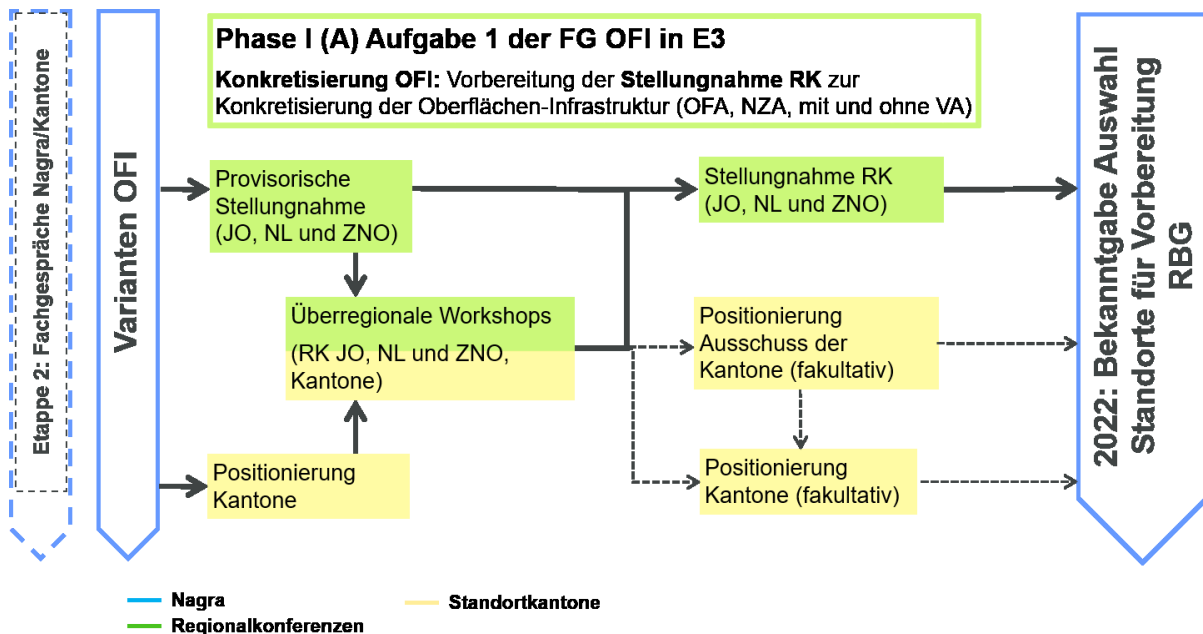 Etappe 2: Fachgespräche Nagra/Kantone
Varianten OFI
Phase I (A) Aufgabe 1 der FG OFI in E3
Konkretisierung OFI: Vorbereitung der Stellungnahme RK zur
Konkretisierung der Oberflächen-Infrastruktur (OFA, NZA, mit und ohne VA)
Provisorische
Stellungnahme
(JO, NL und ZNO)
Stellungnahme RK
(JO, NL und ZNO)
Überregionale Workshops
(RK JO, NL und ZNO,
Kantone)
Positionierung
Ausschuss der
Kantone (fakultativ)
Positionierung
Kantone
Positionierung
Kantone (fakultativ)
2022: Bekanntgabe Auswahl
Standorte für Vorbereitung
RBG
Nagra
Standortkantone
Regionalkonferenzen